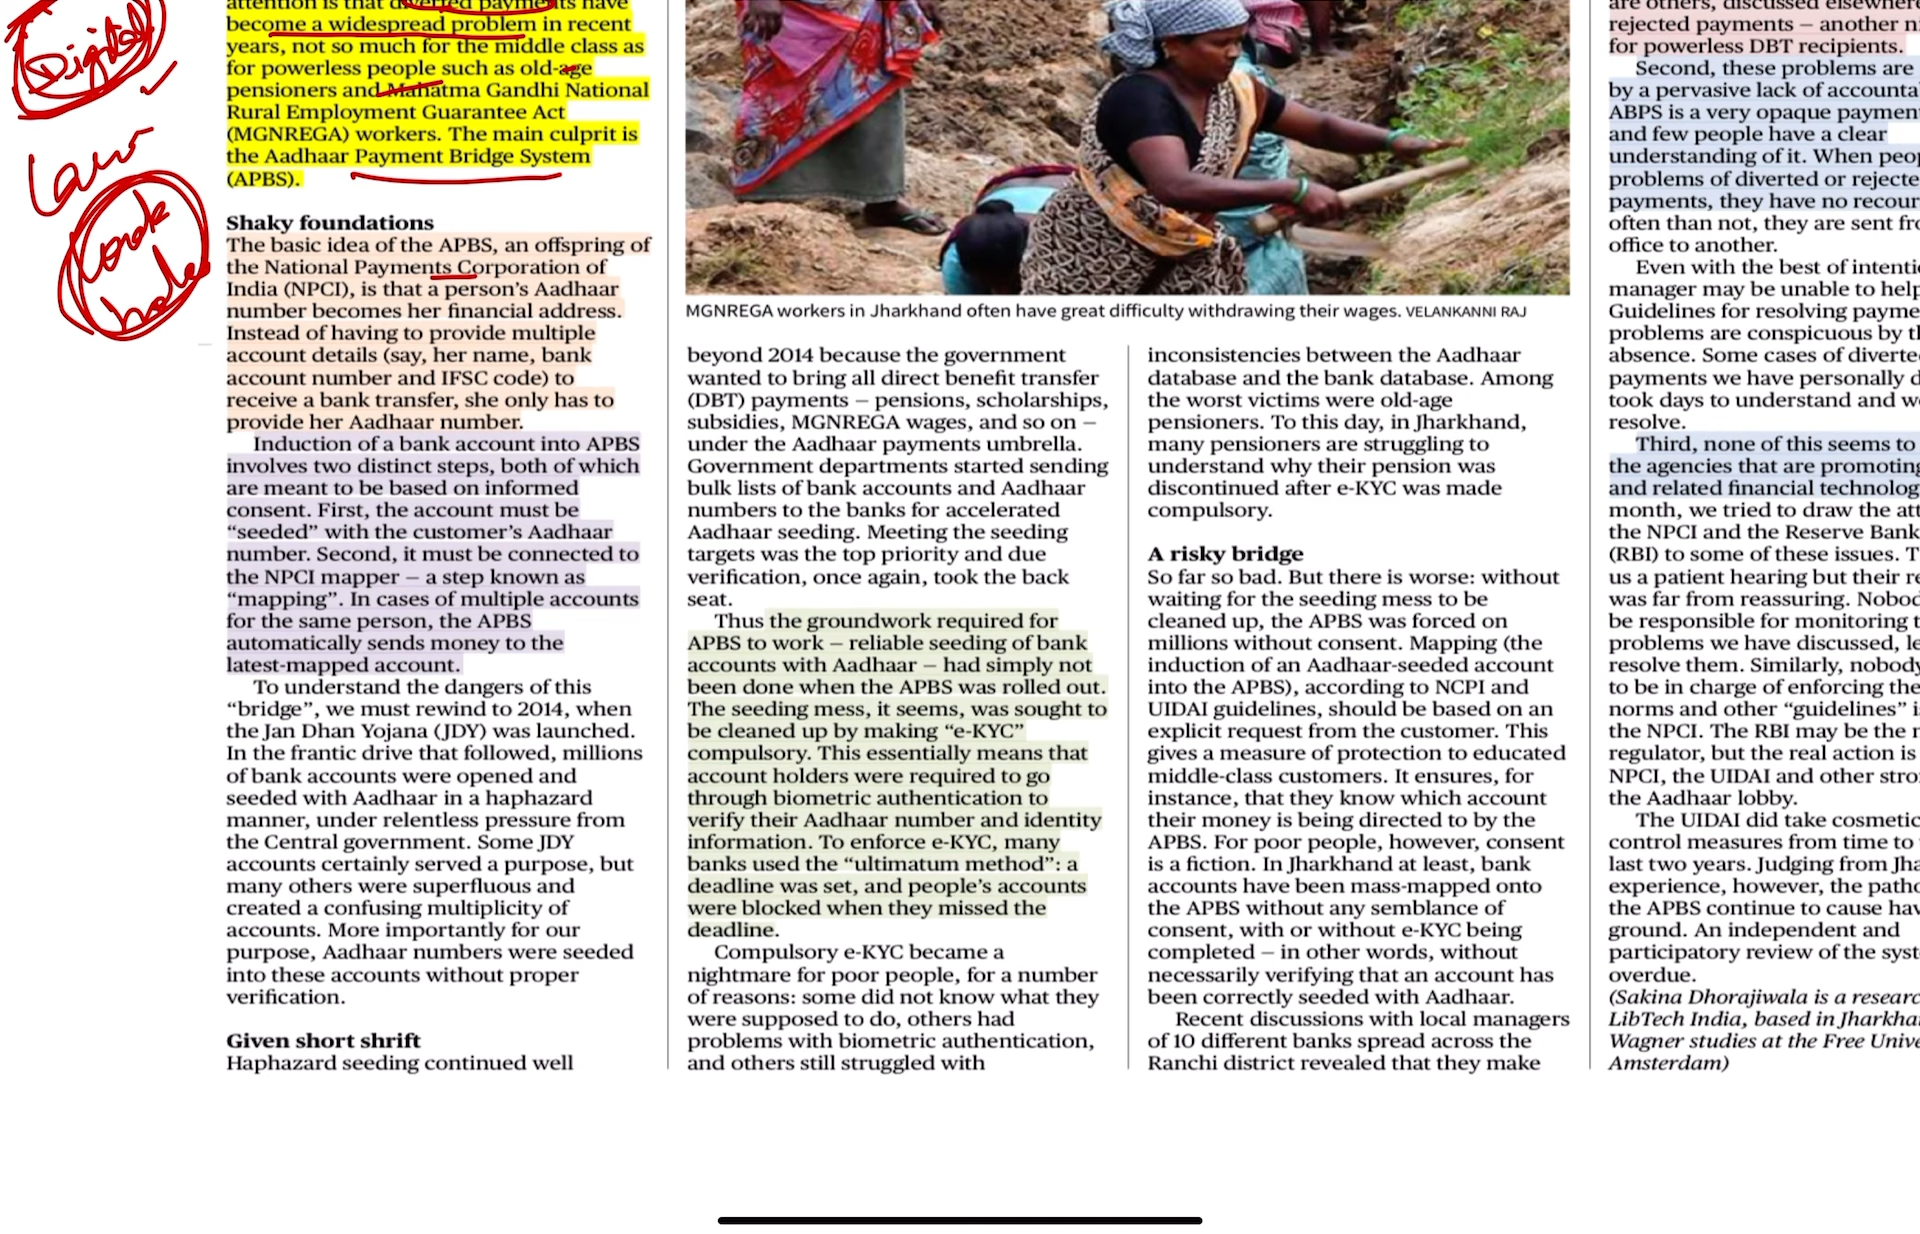 Digital
Law
attention is that diverted payments have
become a widespread problem in recent
years, not so much for the middle class as
for powerless people such as old-age
pensioners and Mahatma Gandhi National
Rural Employment Guarantee Act
(MGNREGA) workers. The main culprit is
the Aadhaar Payment Bridge System
(APBS).
Shaky foundations
The basic idea of the APBS, an offspring of
the National Payments Corporation of
India (NPCI), is that a person’s Aadhaar
number becomes her financial address.
Instead of having to provide multiple
account details (say, her name, bank
account number and IFSC code) to
receive a bank transfer, she only has to
provide her Aadhaar number.
Induction of a bank account into APBS
involves two distinct steps, both of which
are meant to be based on informed
consent. First, the account must be
“seeded” with the customer’s Aadhaar
number. Second, it must be connected to
the NPCI mapper — a step known as
“mapping”. In cases of multiple accounts
for the same person, the APBS
automatically sends money to the
latest-mapped account.
To understand the dangers of this
“bridge”, we must rewind to 2014, when
the Jan Dhan Yojana (JDY) was launched.
In the frantic drive that followed, millions
of bank accounts were opened and
seeded with Aadhaar in a haphazard
manner, under relentless pressure from
the Central government. Some JDY
accounts certainly served a purpose, but
many others were superfluous and
created a confusing multiplicity of
accounts. More importantly for our
purpose, Aadhaar numbers were seeded
into these accounts without proper
verification.
Given short shrift
Haphazard seeding continued well
MGNREGA workers in Jharkhand often have great difficulty withdrawing their wages. VELANKANNI RAJ
beyond 2014 because the government
wanted to bring all direct benefit transfer
(DBT) payments — pensions, scholarships,
subsidies, MGNREGA wages, and so on —
under the Aadhaar payments umbrella.
Government departments started sending
bulk lists of bank accounts and Aadhaar
numbers to the banks for accelerated
Aadhaar seeding. Meeting the seeding
targets was the top priority and due
verification, once again, took the back
seat.
Thus the groundwork required for
APBS to work — reliable seeding of bank
accounts with Aadhaar — had simply not
been done when the APBS was rolled out.
The seeding mess, it seems, was sought to
be cleaned up by making “e-KYC”
compulsory. This essentially means that
account holders were required to go
through biometric authentication to
verify their Aadhaar number and identity
information. To enforce e-KYC, many
banks used the “ultimatum method”: a
deadline was set, and people’s accounts
were blocked when they missed the
deadline.
Compulsory e-KYC became a
nightmare for poor people, for a number
of reasons: some did not know what they
were supposed to do, others had
problems with biometric authentication,
and others still struggled with
inconsistencies between the Aadhaar
database and the bank database. Among
the worst victims were old-age
pensioners. To this day, in Jharkhand,
many pensioners are struggling to
understand why their pension was
discontinued after e-KYC was made
compulsory.
A risky bridge
So far so bad. But there is worse: without
waiting for the seeding mess to be
cleaned up, the APBS was forced on
millions without consent. Mapping (the
induction of an Aadhaar-seeded account
into the APBS), according to NCPI and
UIDAI guidelines, should be based on an
explicit request from the customer. This
gives a measure of protection to educated
middle-class customers. It ensures, for
instance, that they know which account
their money is being directed to by the
APBS. For poor people, however, consent
is a fiction. In Jharkhand at least, bank
accounts have been mass-mapped onto
the APBS without any semblance of
consent, with or without e-KYC being
completed — in other words, without
necessarily verifying that an account has
been correctly seeded with Aadhaar.
Recent discussions with local managers
of 10 different banks spread across the
Ranchi district revealed that they make
are others, discussed
rejected payments — another
for powerless DBT recipients.
Second, these problems are
by a pervasive lack of
ABPS is a very opaque
and few people have a clear
understanding of it. When
problems of diverted or
payments, they have no
often than not, they are sent
office to another.
Even with the best of
manager may be unable to help
Guidelines for resolving
problems are conspicuous by
absence. Some cases of
payments we have personally
took days to understand and
resolve.
Third, none of this seems to
the agencies that are promoting
and related financial
month, we tried to draw the
the NPCI and the Reserve Bank
(RBI) to some of these issues.
us a patient hearing but their
was far from reassuring.
be responsible for monitoring
problems we have discussed,
resolve them. Similarly, nobody
to be in charge of enforcing the
norms and other “guidelines”
the NPCI. The RBI may be the
regulator, but the real action is
NPCI, the UIDAI and other
the Aadhaar lobby.
The UIDAI did take cosmetic
control measures from time to
last two years. Judging from
experience, however, the
the APBS continue to cause
ground. An independent and
participatory review of the
overdue.
(Sakina Dhorajiwala is a
LibTech India, based in
Wagner studies at the Free
Amsterdam)